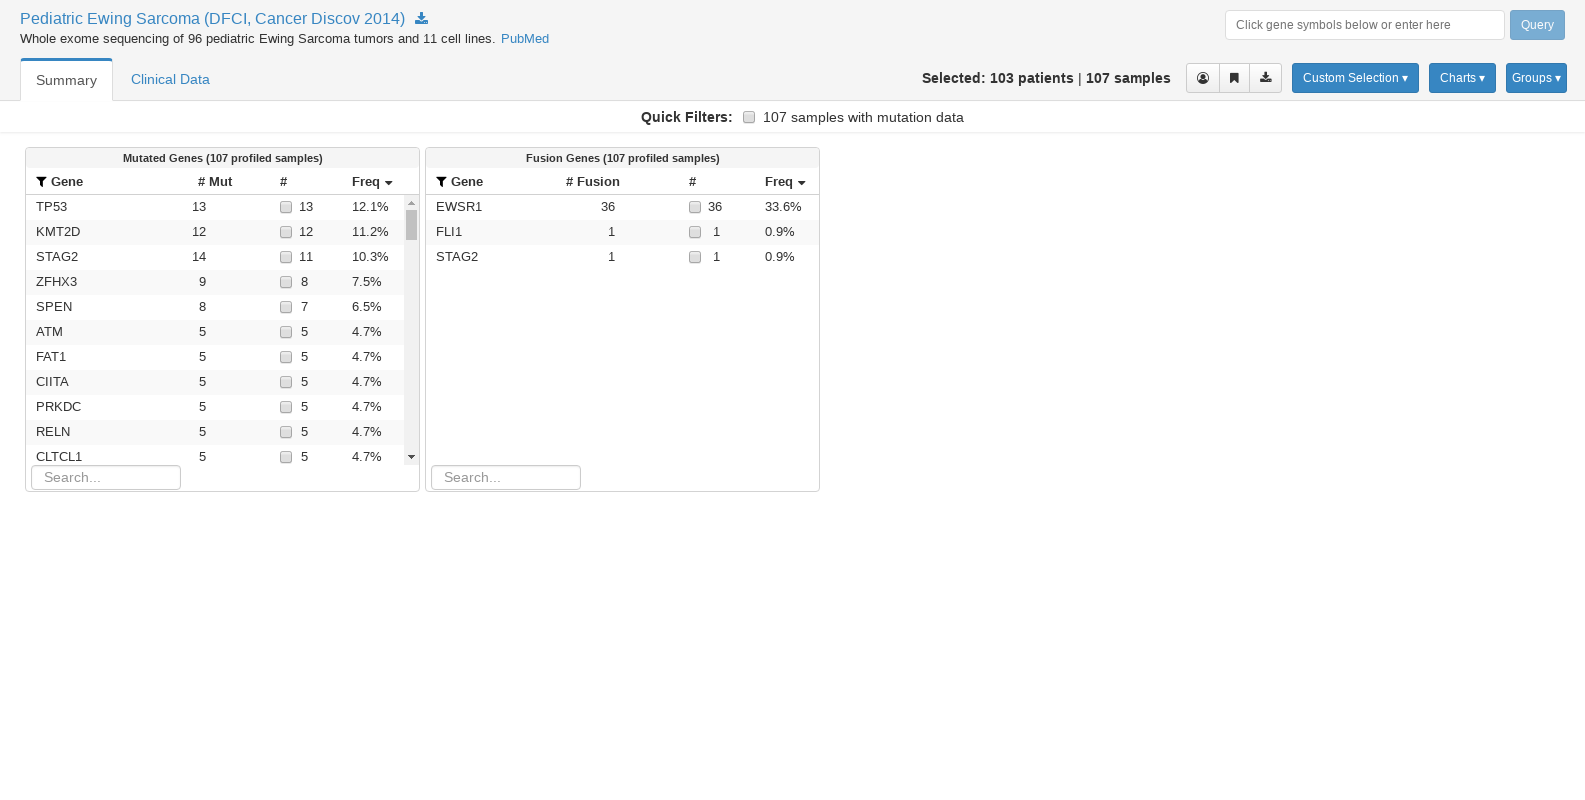 Pediatric Ewing Sarcoma (DFCI, Cancer Discov 2014)
Whole exome sequencing of 96 pediatric Ewing Sarcoma tumors and 11 cell lines. PubMed
Click gene symbols below or enter here
Query
Summary
Clinical Data
Selected: 103 patients | 107 samples
Custom Selection ▾
Charts ▾
Groups ▾
Quick Filters: 107 samples with mutation data
Mutated Genes (107 profiled samples)
Gene # Mut # Freq
TP53 13 13 12.1%
KMT2D 12 12 11.2%
STAG2 14 11 10.3%
ZFHX3 9 8 7.5%
SPEN 8 7 6.5%
ATM 5 5 4.7%
FAT1 5 5 4.7%
CIITA 5 5 4.7%
PRKDC 5 5 4.7%
RELN 5 5 4.7%
CLTCL1 5 5 4.7%
Search...
Fusion Genes (107 profiled samples)
Gene # Fusion # Freq
EWSR1 36 36 33.6%
FLI1 1 1 0.9%
STAG2 1 1 0.9%
Search...